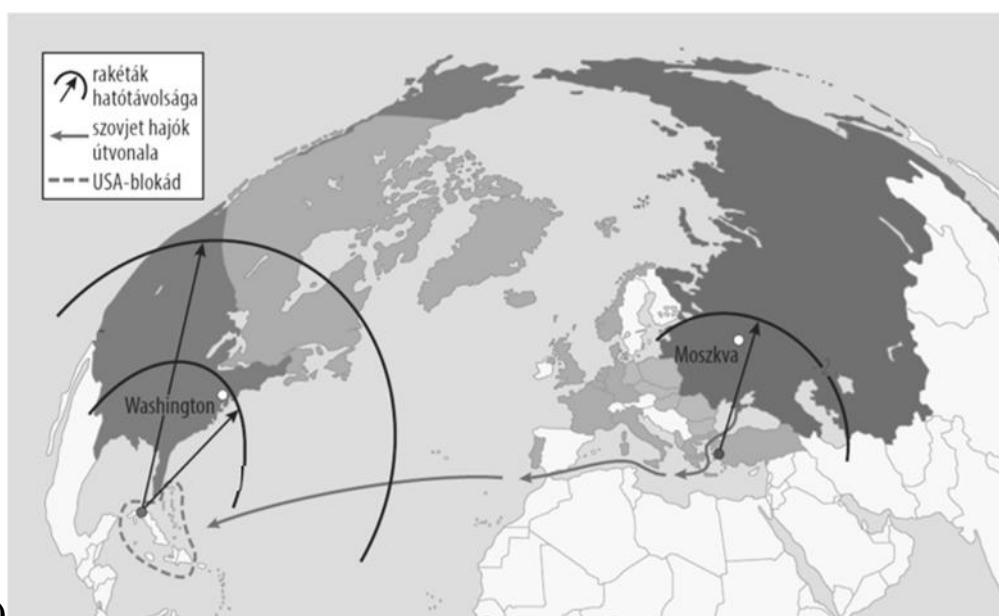 rakéták
hatótávolsága
szovjet hajók
útvonala
USA-blokád
Moszkva
Washington
)